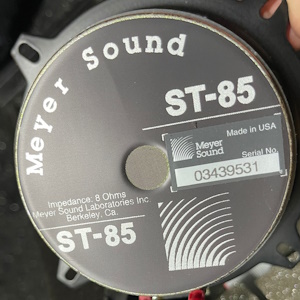 Meyer Sound
ST-85
Made in USA
Meyer
Sound
Serial No.
03439531
Impedance: 8 Ohms
Meyer Sound Laboratories Inc
Berkeley, Ca.
ST-85